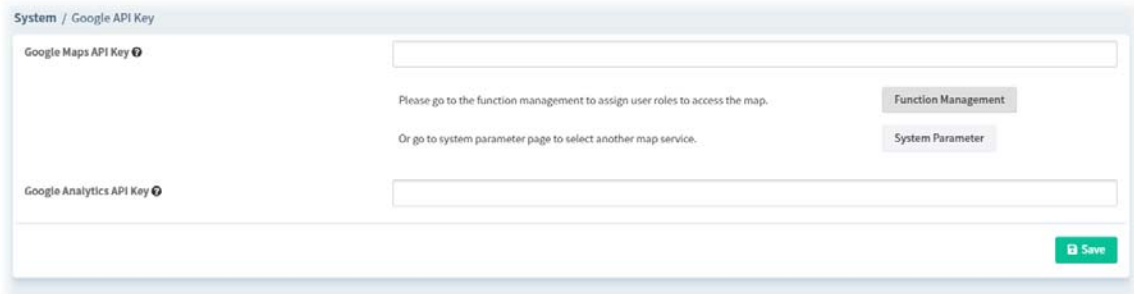 System / Google API Key
Google Maps API Key
Please go to the function management to assign user roles to access the map.
Function Management
Or go to system parameter page to select another map service.
System Parameter
Google Analytics API Key
Save